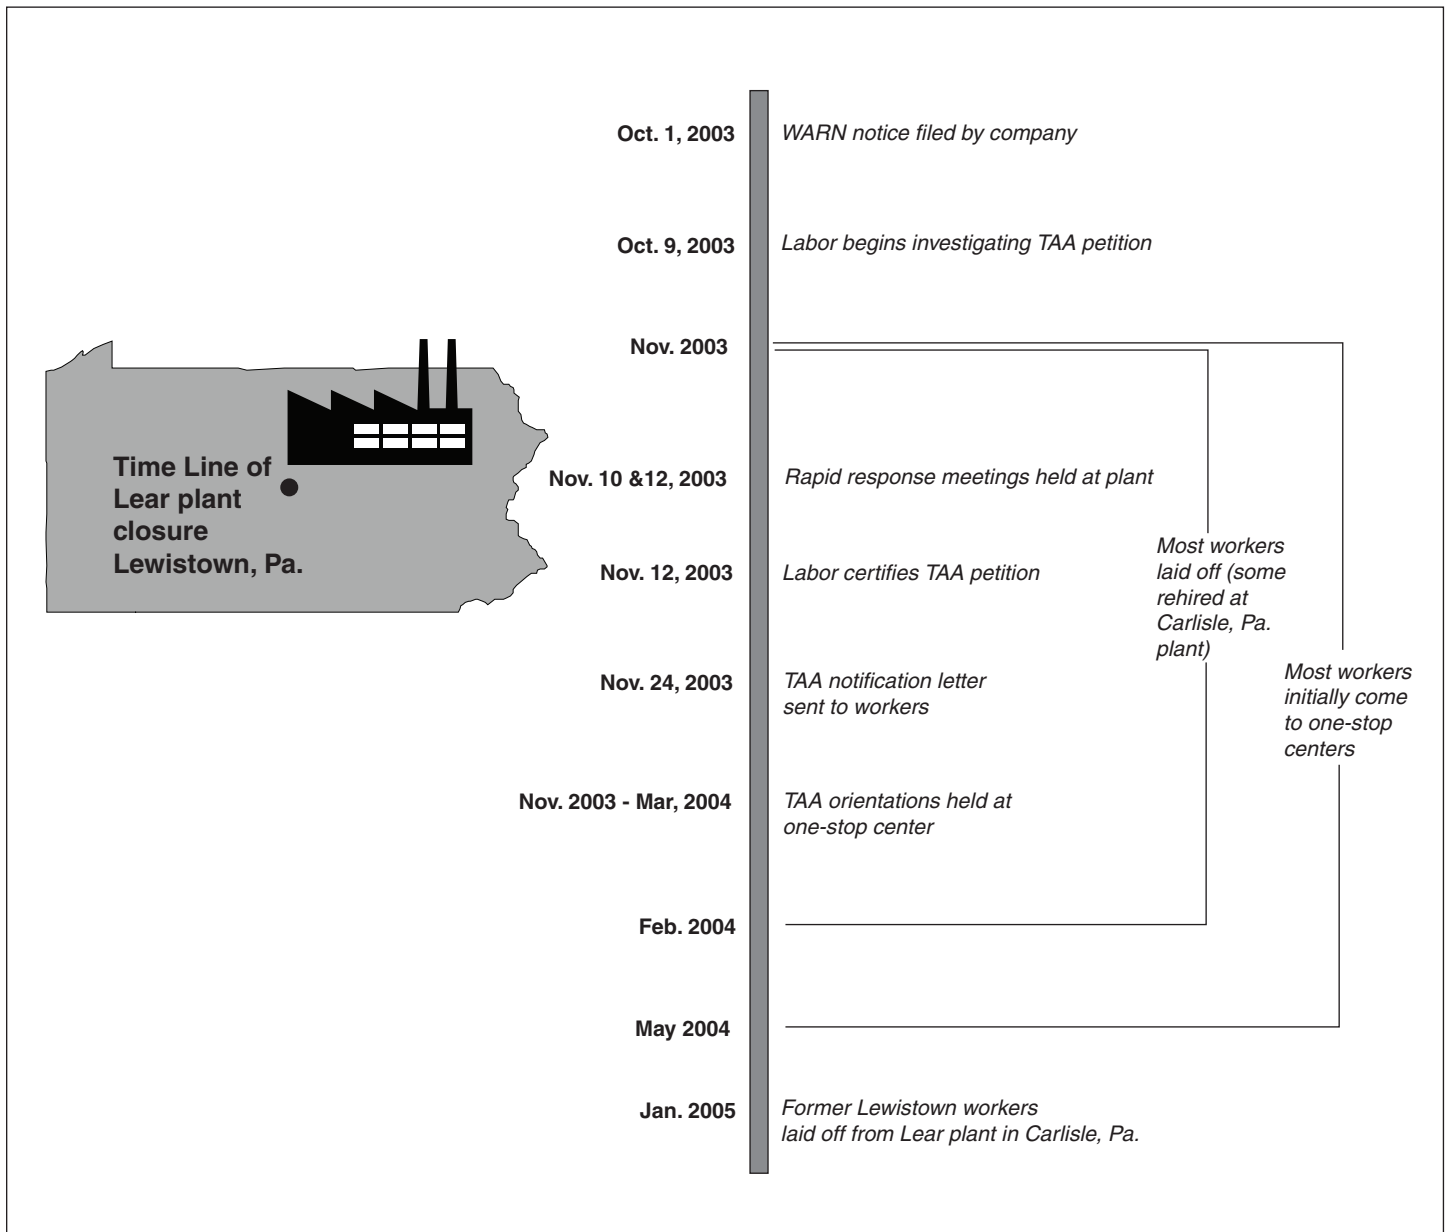 Oct. 1, 2003
WARN notice filed by company
Oct. 9, 2003
Labor begins investigating TAA petition
Nov. 2003
Time Line of
Lear plant
closure
Lewistown, Pa.
Nov. 10 &12, 2003
Rapid response meetings held at plant
Most workers
laid off (some
rehired at
Carlisle, Pa.
plant)
Nov. 12, 2003
Labor certifies TAA petition
Most workers
initially come
to one-stop
centers
Nov. 24, 2003
TAA notification letter
sent to workers
Nov. 2003 - Mar, 2004
TAA orientations held at
one-stop center
Feb. 2004
May 2004
Jan. 2005
Former Lewistown workers
laid off from Lear plant in Carlisle, Pa.